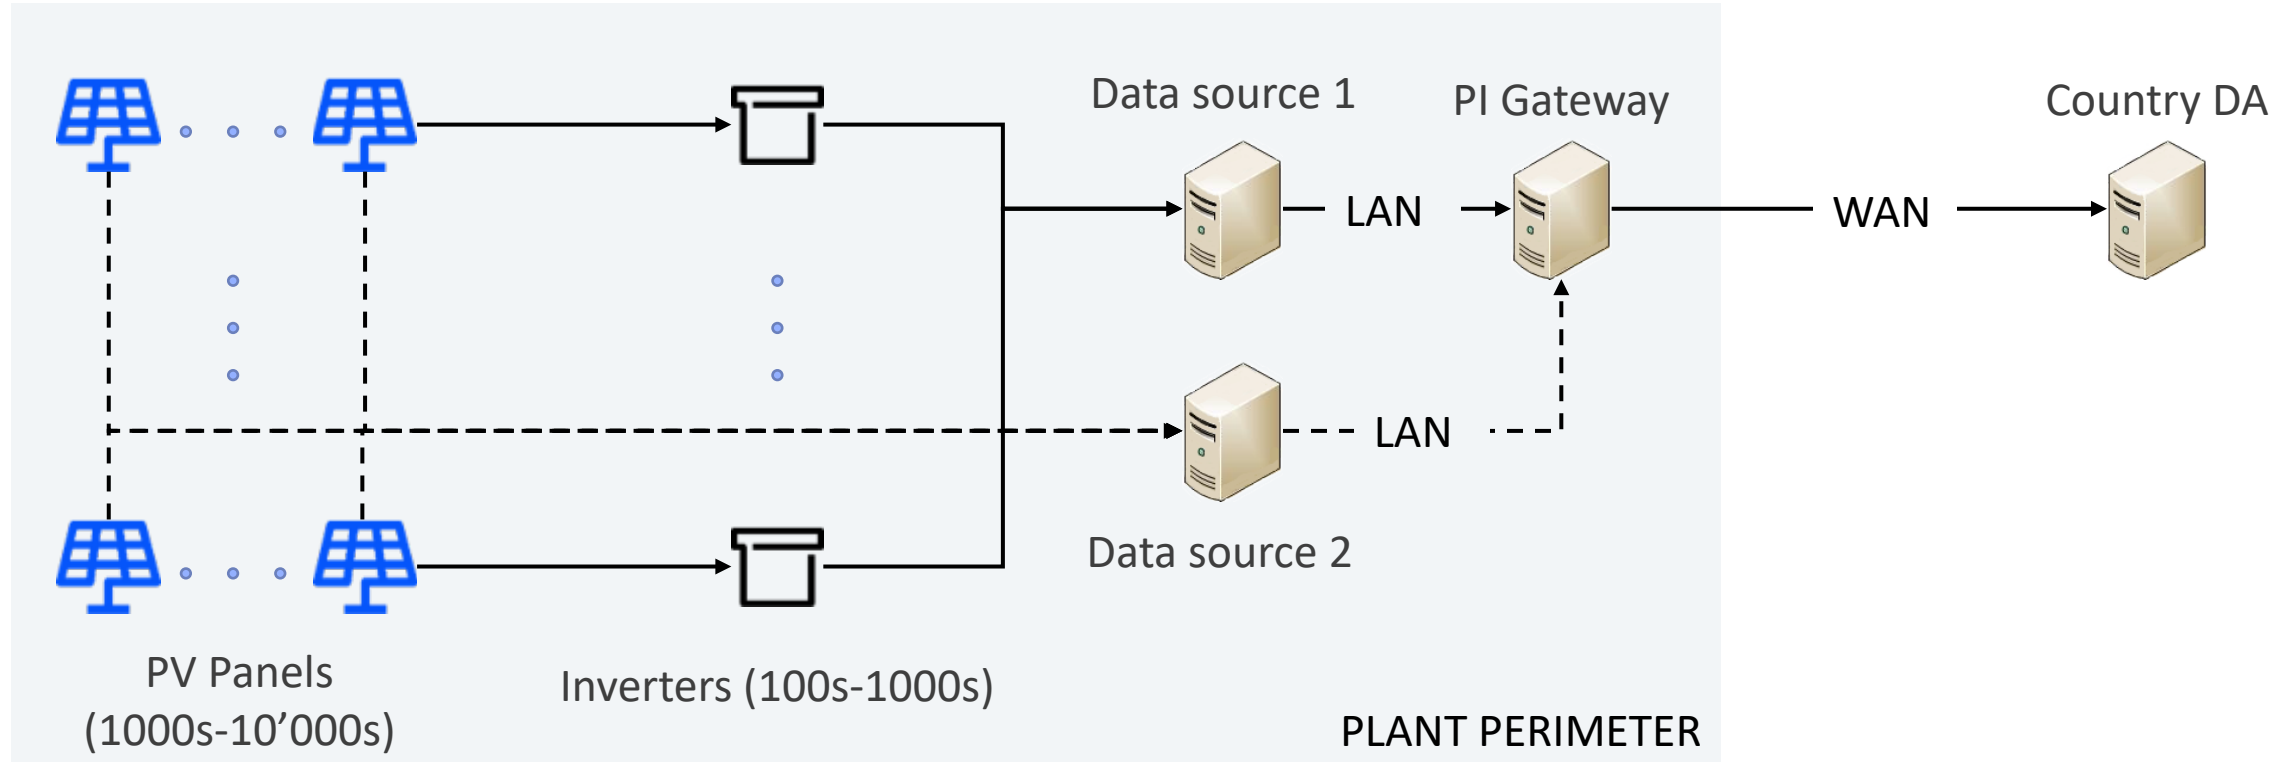 Data source 1
PI Gateway
Country DA
LAN
WAN
LAN
Data source 2
PV Panels
(1000s-10’000s)
Inverters (100s-1000s)
PLANT PERIMETER